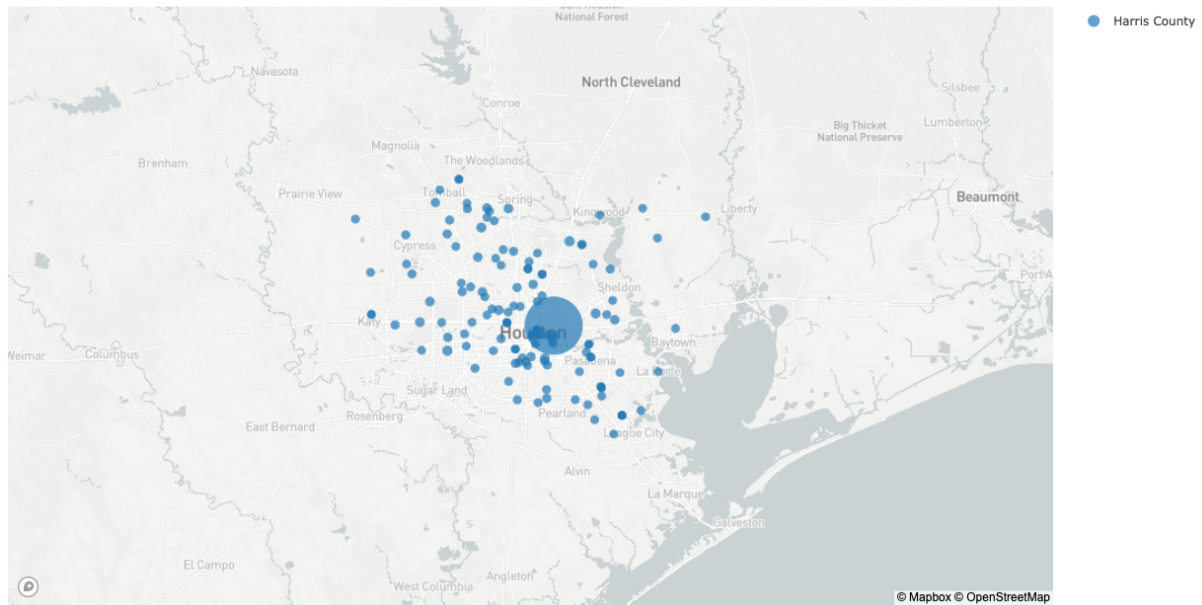 Sam Houston
National Forest
Harris County
Navasota
North Cleveland
Silsbee
Conroe
Big Thicket
National Preserve
Lumberton
Magnolia
Brenham
The Woodlands
Prairie View
Tomball
Spring
Kingwood
Liberty
Beaumont
Cypress
Port A
Sheldon
Katy
Houston
Weimar
Columbus
Baytown
Pasadena
La Porte
Sugar Land
Rosenberg
Pearland
East Bernard
League City
Alvin
La Marque
Galveston
El Campo
Angleton
West Columbia
© Mapbox © OpenStreetMap